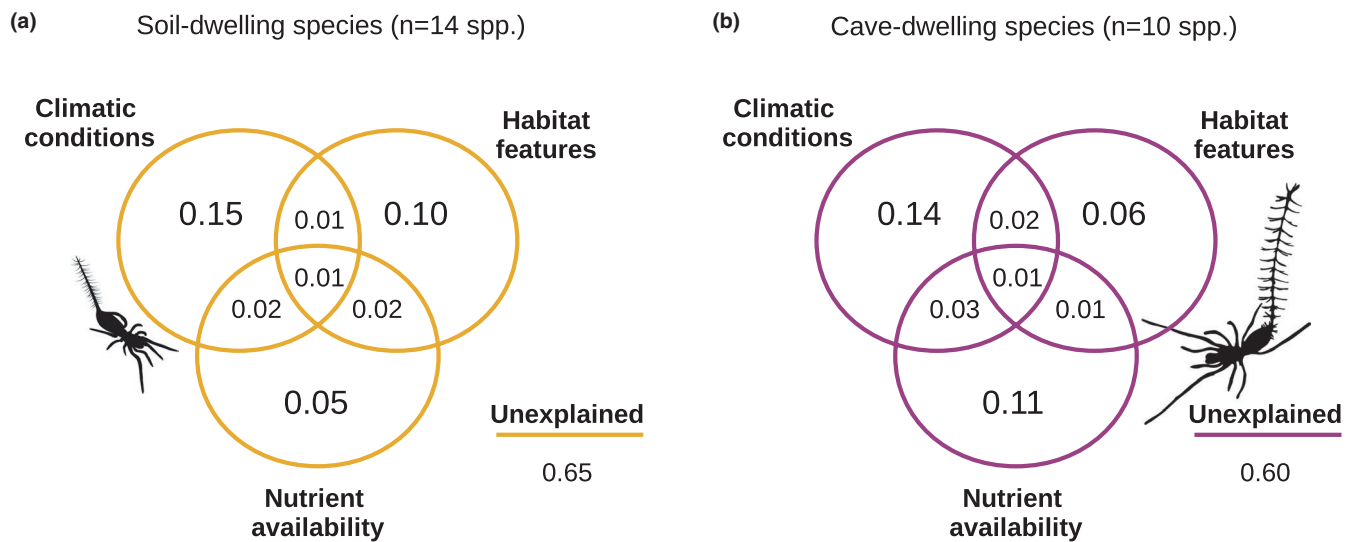 (a)
Soil-dwelling species (n=14 spp.)
Climatic
conditions
Habitat
features
0.15
0.01
0.10
0.01
0.02
0.02
0.05
Unexplained
0.65
Nutrient
availability
(b)
Cave-dwelling species (n=10 spp.)
Climatic
conditions
Habitat
features
0.14
0.02
0.06
0.01
0.03
0.01
0.11
Unexplained
0.60
Nutrient
availability